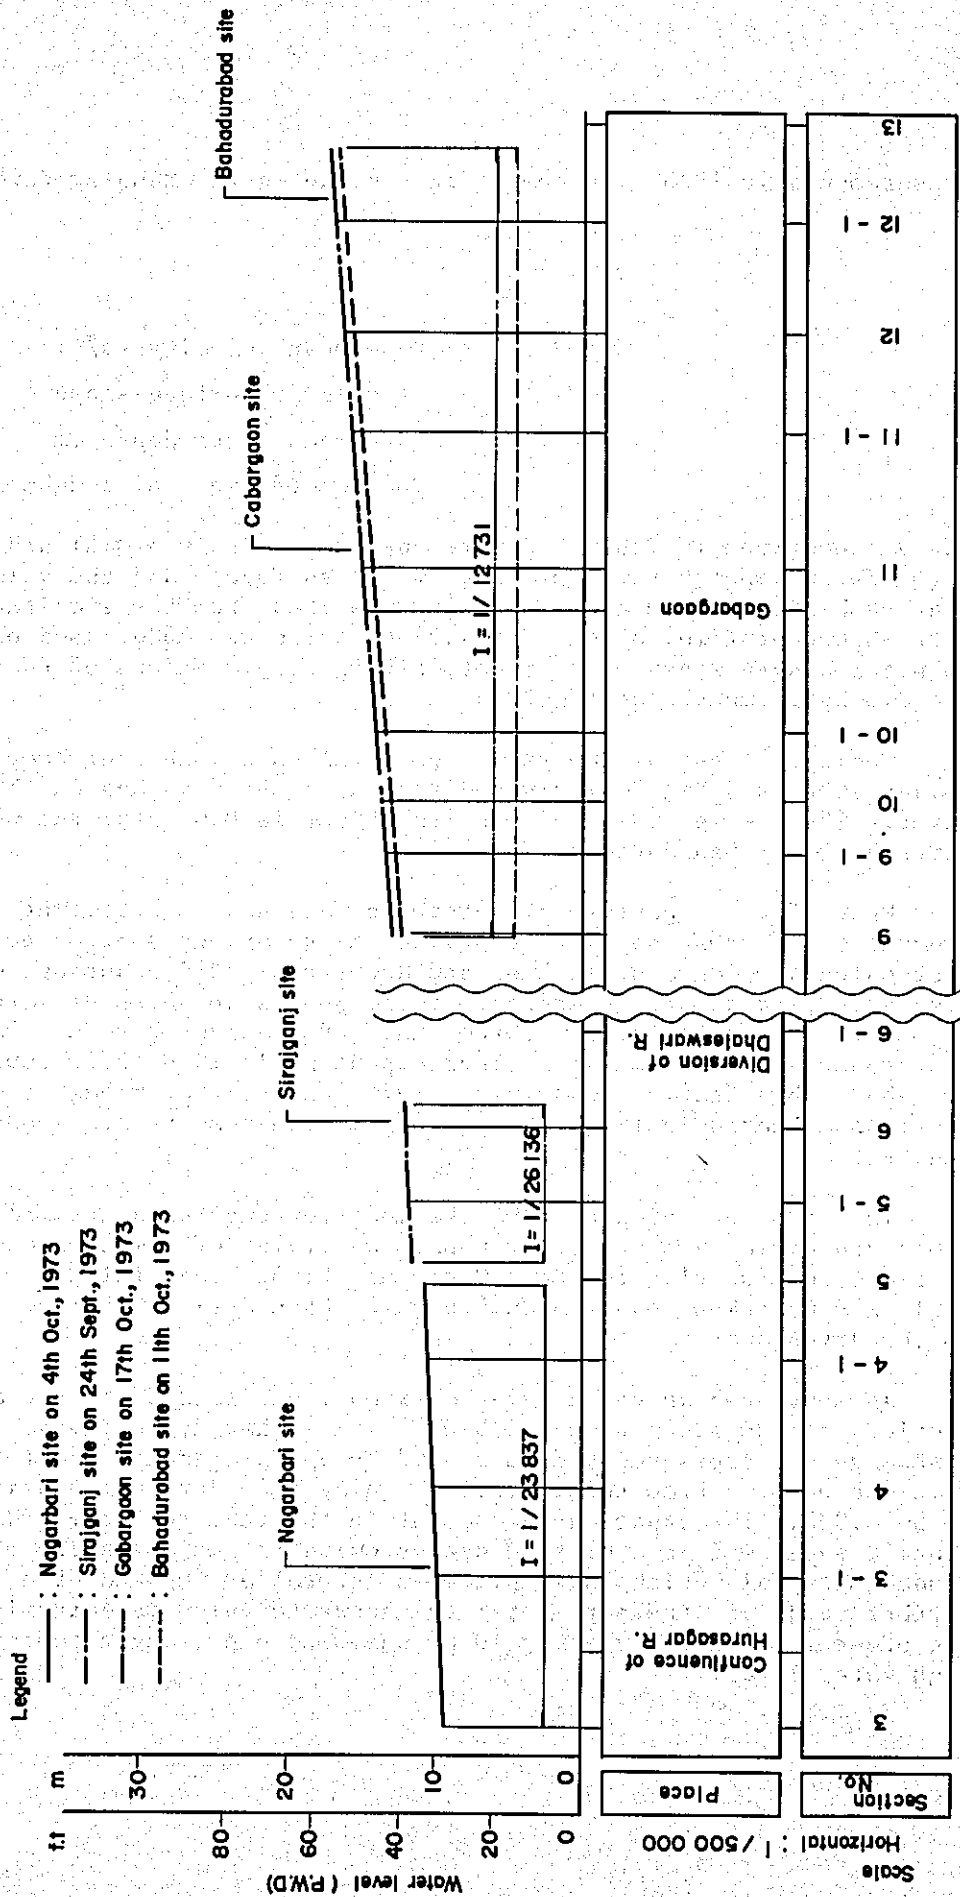 Legend
: Nagarbari site on 4th Oct., 1973
: Sirajganj site on 24th Sept., 1973
: Gabargaon site on 17th Oct., 1973
: Bahadurabad site on 11th Oct., 1973
Nagarbari site
Sirajganj site
Cabargaon site
Bahadurabad site
Water level (P.W.D)
f.t
80
60
40
20
0
m
30
20
10
0
I = 1/23 837
I = 1/26 136
I = 1/12 731
Place
Confluence of
Hurasagar R.
Diversion of
Dhaleswari R.
Gabargaon
Section
No.
3
3 - 1
4
4 - 1
5
5 - 1
6
6 - 1
9
9 - 1
10
10 - 1
11
11 - 1
12
12 - 1
13
Scale
Horizontal : 1/500 000